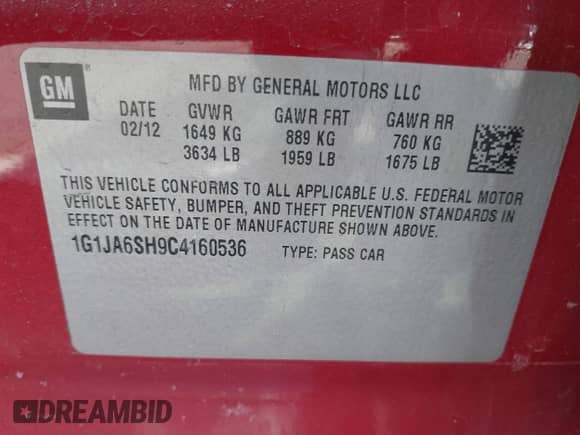 GM ®
MFD BY GENERAL MOTORS LLC
DATE GVWR GAWR FRT GAWR RR
02/12 1649 KG 889 KG 760 KG
3634 LB 1959 LB 1675 LB
THIS VEHICLE CONFORMS TO ALL APPLICABLE U.S. FEDERAL MOTOR
VEHICLE SAFETY, BUMPER, AND THEFT PREVENTION STANDARDS IN
EFFECT ON THE DATE OF MANUFACTURE SHOWN ABOVE.
1G1JA6SH9C4160536 TYPE: PASS CAR
DREAMBID